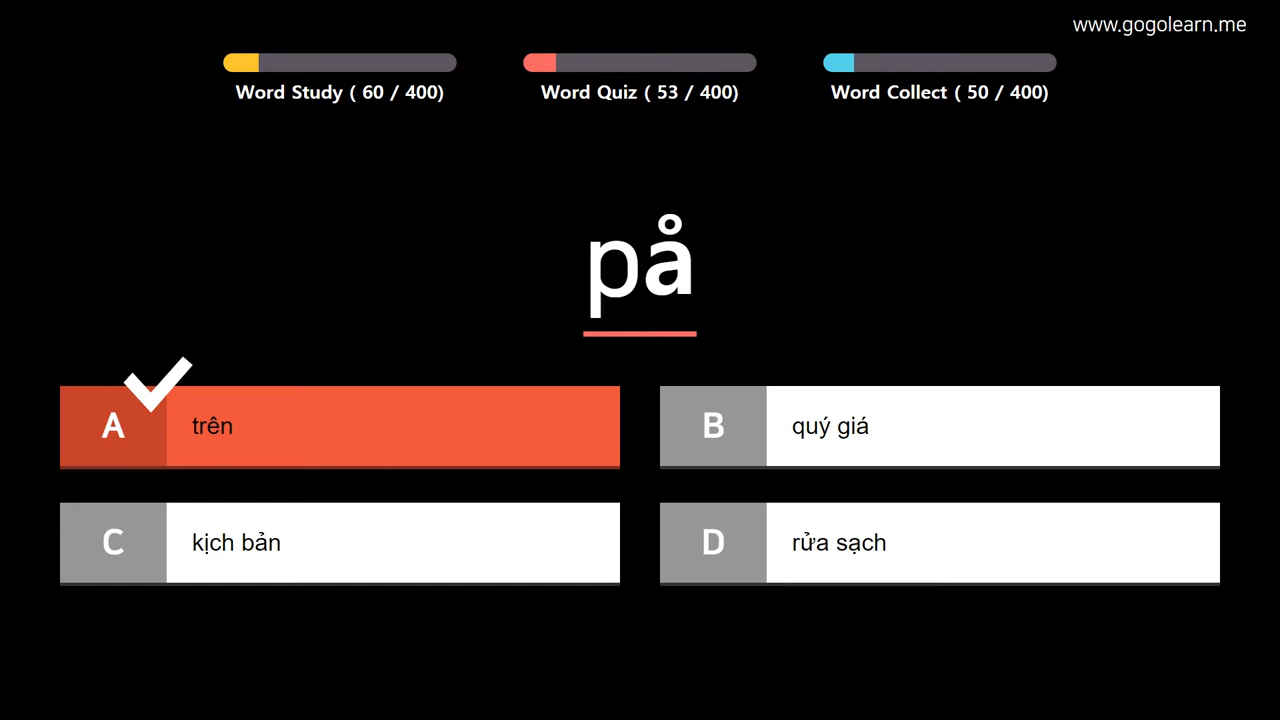 www.gogolearn.me
Word Study ( 60 / 400)
Word Quiz ( 53 / 400)
Word Collect ( 50 / 400)
på
A trên
B quý giá
C kịch bản
D rửa sạch